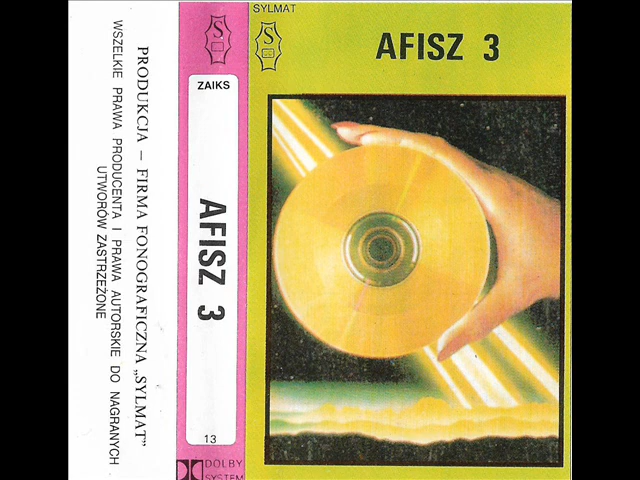 PRODUKCJA — FIRMA FONOGRAFICZNA „SYLMAT”
WSZELKIE PRAWA PRODUCENTA I PRAWA AUTORSKIE DO NAGRANYCH
UTWORÓW ZASTRZEŻONE
S
ZAIKS
AFISZ 3
13
DOLBY
SYSTEM
SYLMAT
S
AFISZ 3